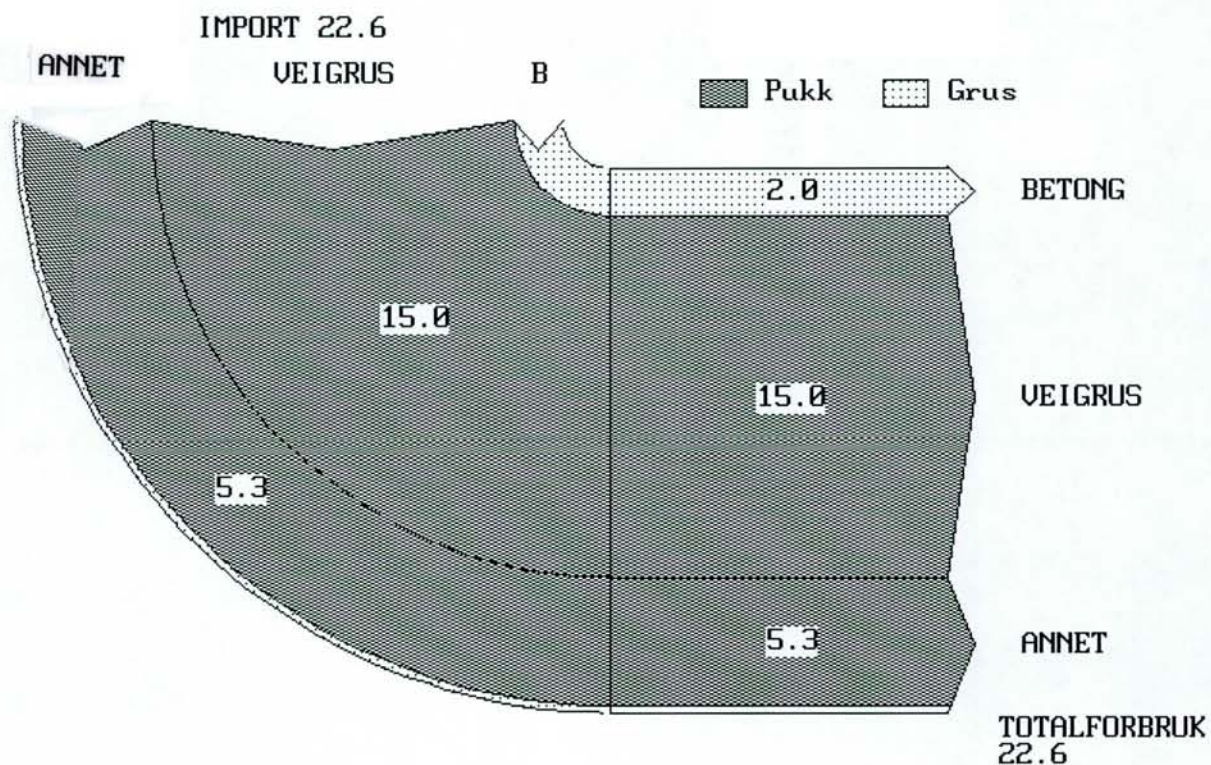 IMPORT 22.6
ANNET VEIGRUS B
Pukk Grus
2.0 BETONG
15.0
15.0 VEIGRUS
5.3
5.3 ANNET
TOTALFORBRUK
22.6